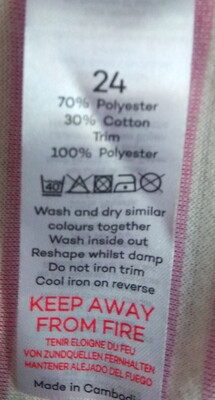 24
70% Polyester
30% Cotton
Trim
100% Polyester
40
Wash and dry similar
colours together
Wash inside out
Reshape whilst damp
Do not iron trim
Cool iron on reverse
KEEP AWAY
FROM FIRE
TENIR ELOIGNE DU FEU
VON ZUNDQUELLEN FERNHALTEN
MANTENER ALEJADO DEL FUEGO
Made in Cambodi